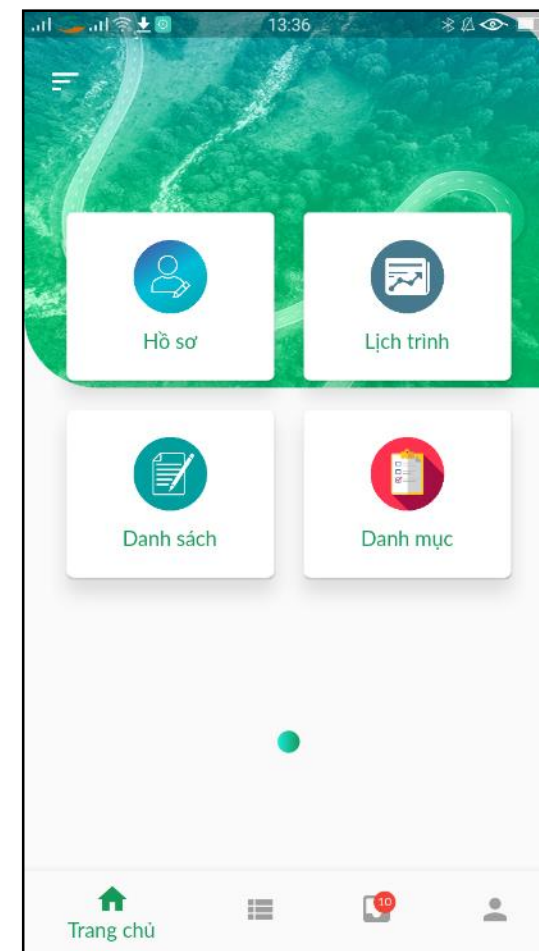 13:36
Hồ sơ
Lịch trình
Danh sách
Danh mục
10
Trang chủ